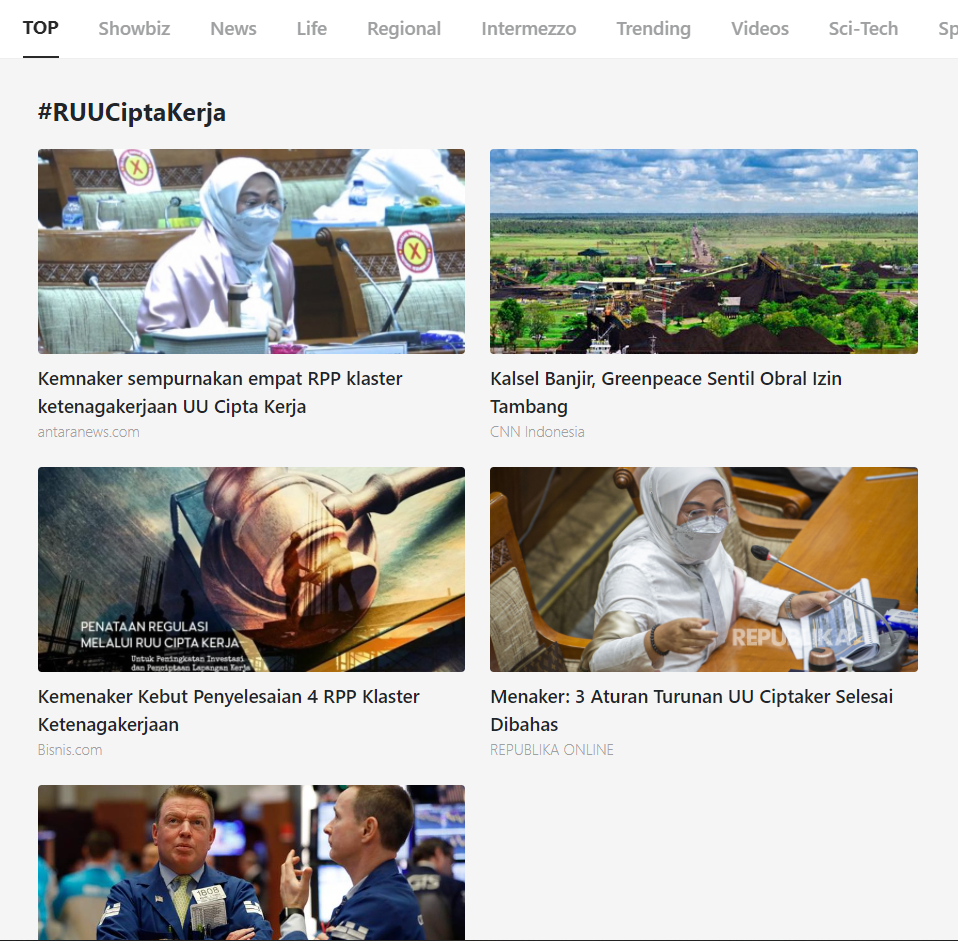 TOP Showbiz News Life Regional Intermezzo Trending Videos Sci-Tech Sp
#RUUCiptaKerja
Kemnaker sempurnakan empat RPP klaster
ketenagakerjaan UU Cipta Kerja
antaranews.com
Kalsel Banjir, Greenpeace Sentil Obral Izin
Tambang
CNN Indonesia
PENATAAN REGULASI
MELALUI RUU CIPTA KERJA
Untuk Peningkatan Investasi
dan Penciptaan Lapangan Kerja
Kemenaker Kebut Penyelesaian 4 RPP Klaster
Ketenagakerjaan
Bisnis.com
REPUBLIKA
Menaker: 3 Aturan Turunan UU Ciptaker Selesai
Dibahas
REPUBLIKA ONLINE
1808